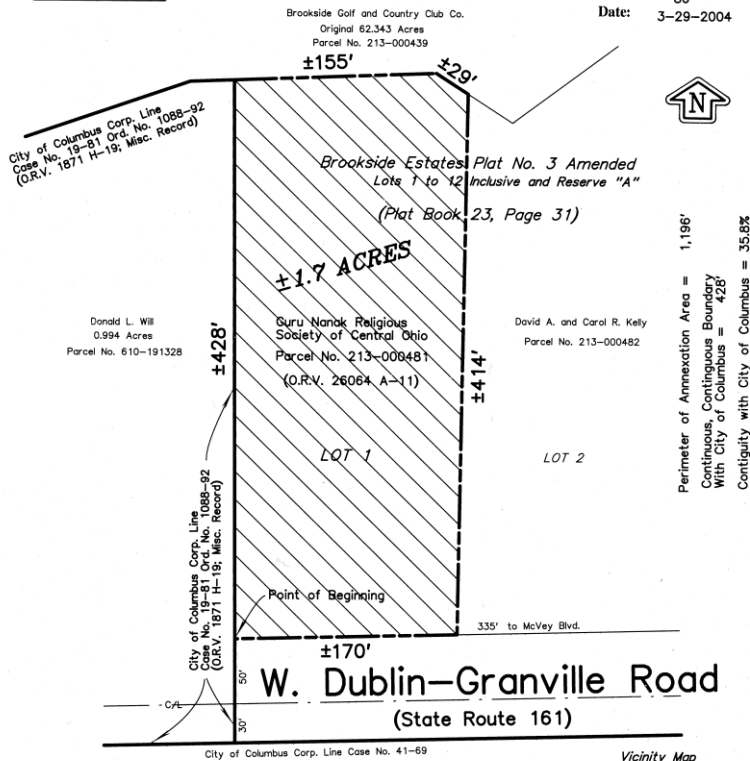 Brookside Golf and Country Club Co.
Original 62.343 Acres
Parcel No. 213-000439
Date: 3-29-2004
±155'
±29'
N
City of Columbus Corp. Line
Case No. 19-81 Ord. No. 1088-92
(O.R.V. 1871 H-19; Misc. Record)
Brookside Estates Plat No. 3 Amended
Lots 1 to 12 Inclusive and Reserve "A"
(Plat Book 23, Page 31)
±1.7 ACRES
Donald L. Will
0.994 Acres
Parcel No. 610-191328
±428'
Guru Nanak Religious
Society of Central Ohio
Parcel No. 213-000481
(O.R.V. 26064 A-11)
±414'
David A. and Carol R. Kelly
Parcel No. 213-000482
Perimeter of Annnexation Area = 1,196'
Continuous, Continguous Boundary
With City of Columbus = 428'
Contiguity with City of Columbus = 35.8%
LOT 1
LOT 2
City of Columbus Corp. Line
Case No. 19-81 Ord. No. 1088-92
(O.R.V. 1871 H-19; Misc. Record)
Point of Beginning
335' to McVey Blvd.
±170'
50'
W. Dublin-Granville Road
C/L
30'
(State Route 161)
City of Columbus Corp. Line Case No. 41-69
Vicinity Map